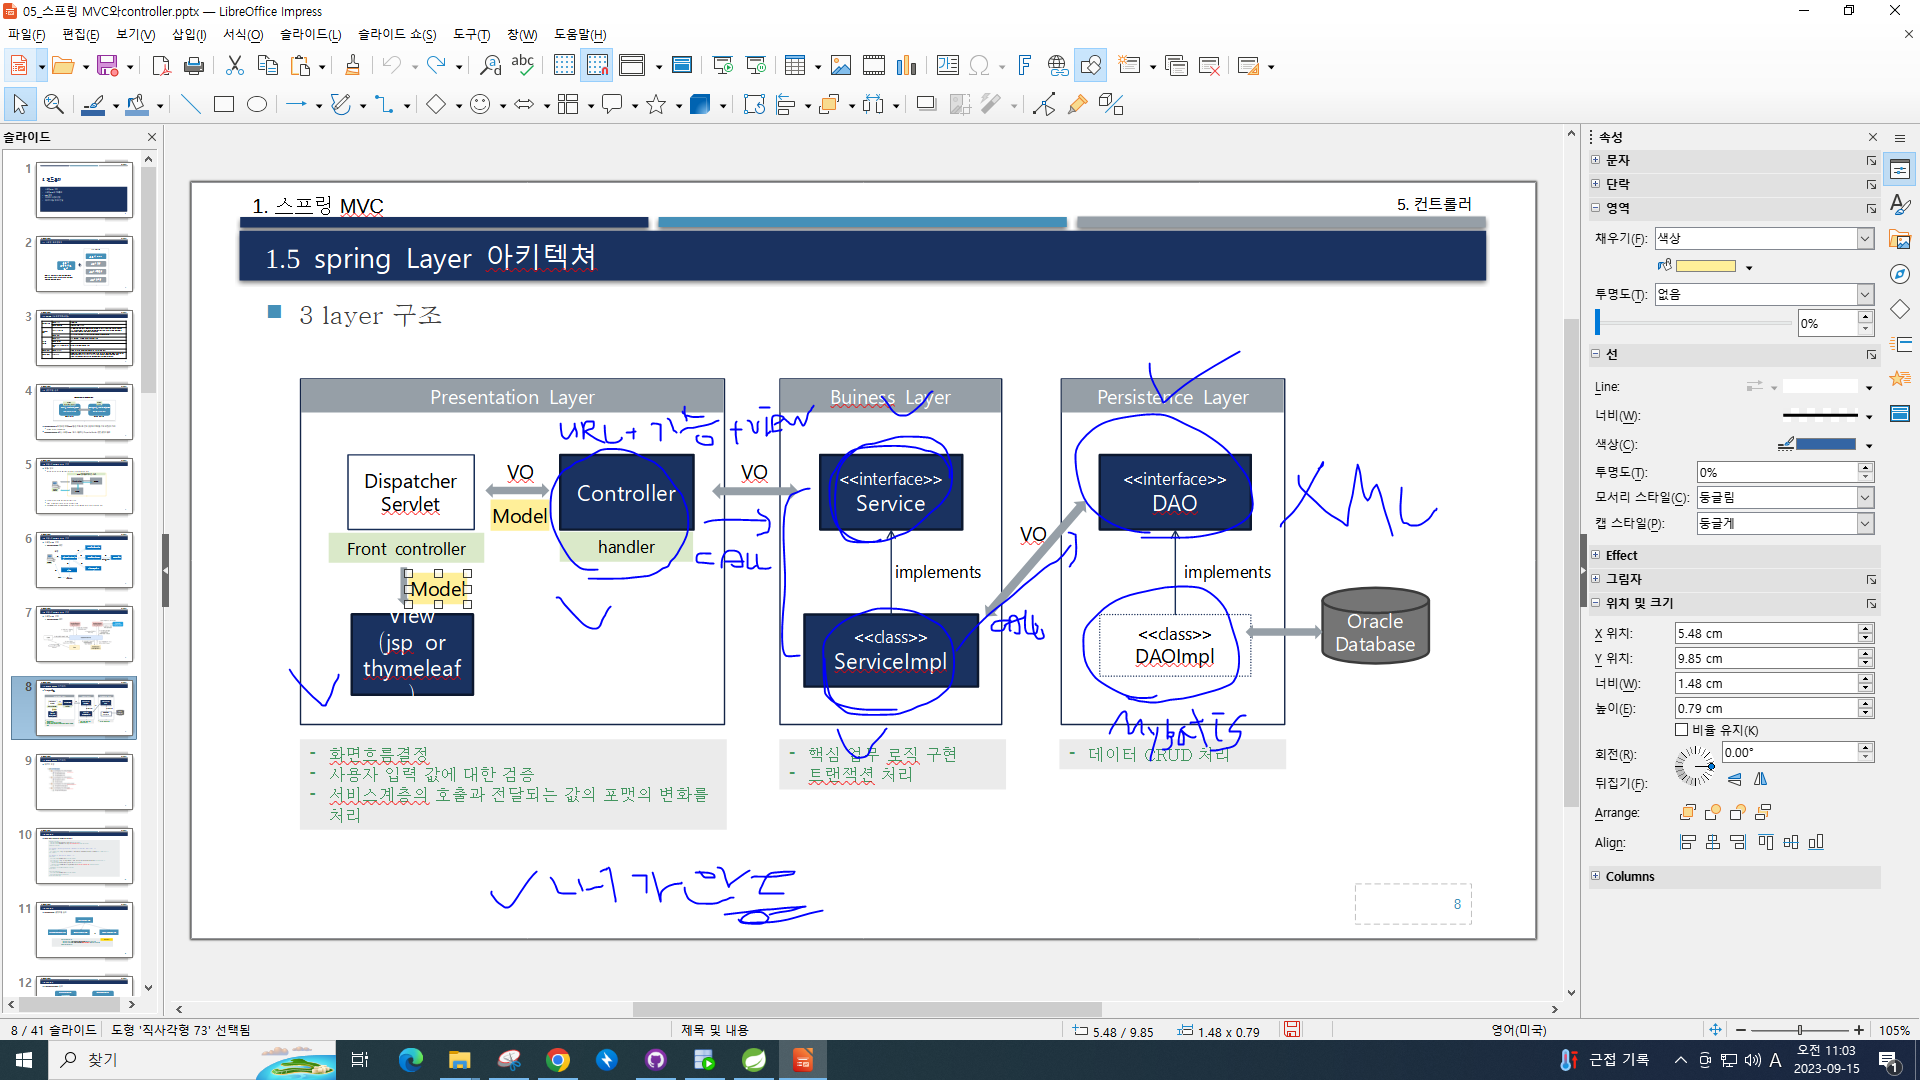 05_스프링 MVC와controller.pptx — LibreOffice Impress
파일(F) 편집(E) 보기(V) 삽입(I) 서식(O) 슬라이드(L) 슬라이드 쇼(S) 도구(T) 창(W) 도움말(H)
슬라이드
1
2
3
4
5
6
7
8
9
10
11
12
1. 스프링 MVC
5. 컨트롤러
1.5 spring Layer 아키텍쳐
3 layer 구조
Presentation Layer
Buiness Layer
Persistence Layer
URL + 기능 + view
Dispatcher
Servlet
VO
Model
Controller
VO
<<interface>>
Service
<<interface>>
DAO
XML
Front controller
handler
CALL
VO
implements
implements
Model
View
(jsp or
thymeleaf
)
<<class>>
ServiceImpl
CALL
<<class>>
DAOImpl
Oracle
Database
Mybatis
- 화면흐름결정
- 사용자 입력 값에 대한 검증
- 서비스계층의 호출과 전달되는 값의 포맷의 변화를
처리
- 핵심 업무 로직 구현
- 트랜잭션 처리
- 데이터 CRUD 처리
8
속성
문자
단락
영역
채우기(F): 색상
투명도(T): 없음
0%
선
Line:
너비(W):
색상(C):
투명도(T): 0%
모서리 스타일(C): 둥글림
캡 스타일(P): 둥글게
Effect
그림자
위치 및 크기
X 위치: 5.48 cm
Y 위치: 9.85 cm
너비(W): 1.48 cm
높이(E): 0.79 cm
비율 유지(K)
회전(R): 0.00°
뒤집기(F):
Arrange:
Align:
Columns
8 / 41 슬라이드 도형 '직사각형 73' 선택됨 제목 및 내용 5.48 / 9.85 1.48 x 0.79 영어(미국) 105%
찾기
근접 기록
A
오전 11:03
2023-09-15
1